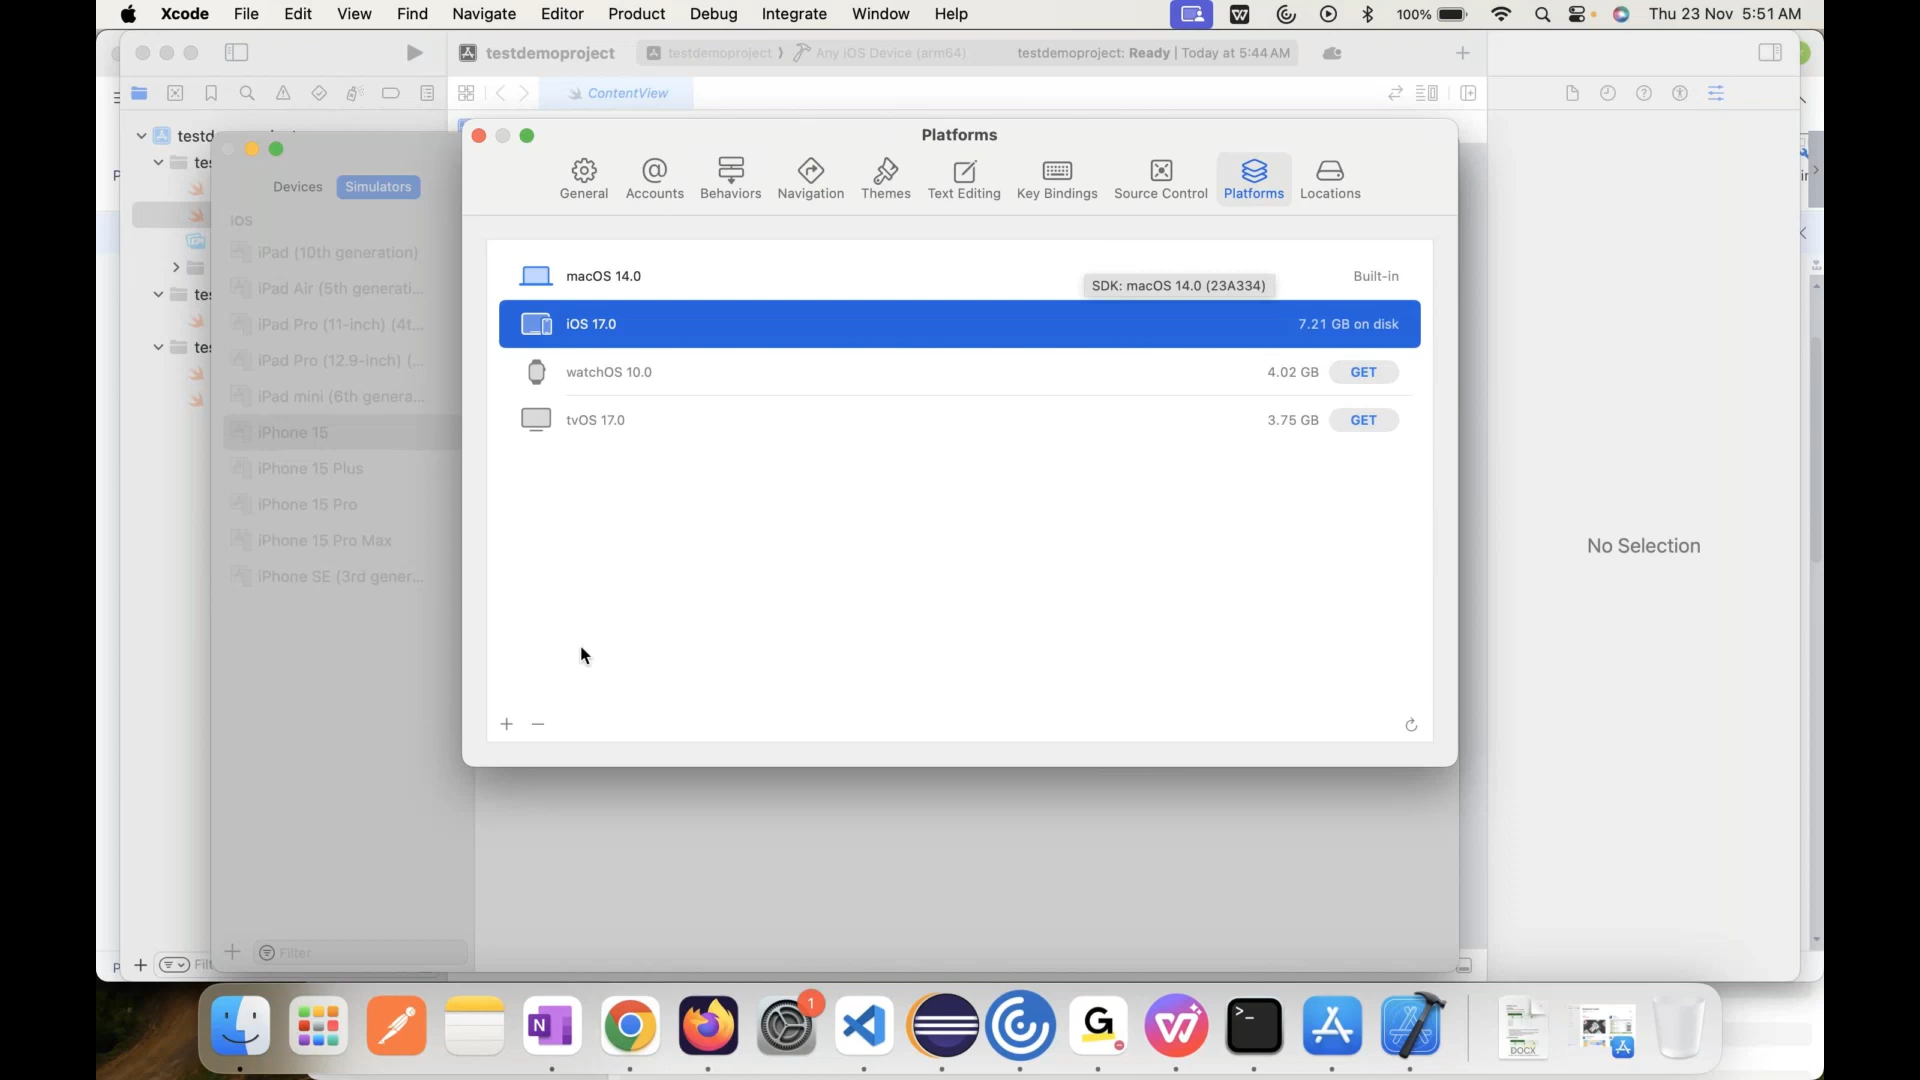 Xcode File Edit View Find Navigate Editor Product Debug Integrate Window Help 100% Thu 23 Nov 5:51 AM
testdemoproject testdemoproject Any iOS Device (arm64) testdemoproject: Ready | Today at 5:44 AM
ContentView
Platforms
General Accounts Behaviors Navigation Themes Text Editing Key Bindings Source Control Platforms Locations
Devices Simulators
iOS
iPad (10th generation)
iPad Air (5th generati...
iPad Pro (11-inch) (4t...
iPad Pro (12.9-inch) (...
iPad mini (6th genera...
iPhone 15
iPhone 15 Plus
iPhone 15 Pro
iPhone 15 Pro Max
iPhone SE (3rd gener...
Filter
macOS 14.0 Built-in
SDK: macOS 14.0 (23A334)
iOS 17.0 7.21 GB on disk
watchOS 10.0 4.02 GB GET
tvOS 17.0 3.75 GB GET
No Selection
1
DOCX